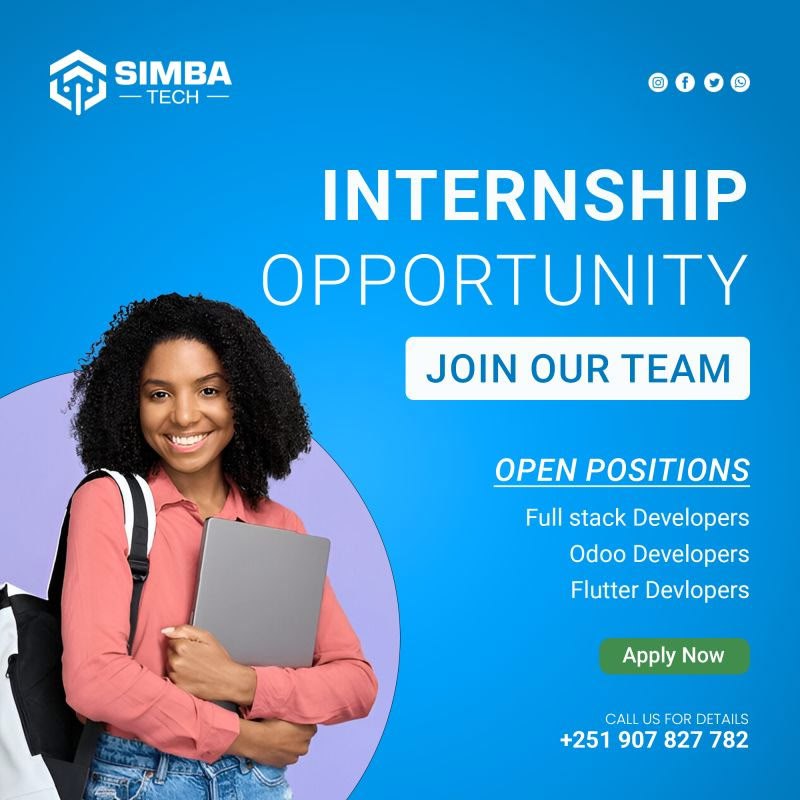 SIMBA
TECH
INTERNSHIP
OPPORTUNITY
JOIN OUR TEAM
OPEN POSITIONS
Full stack Developers
Odoo Developers
Flutter Devlopers
Apply Now
CALL US FOR DETAILS
+251 907 827 782